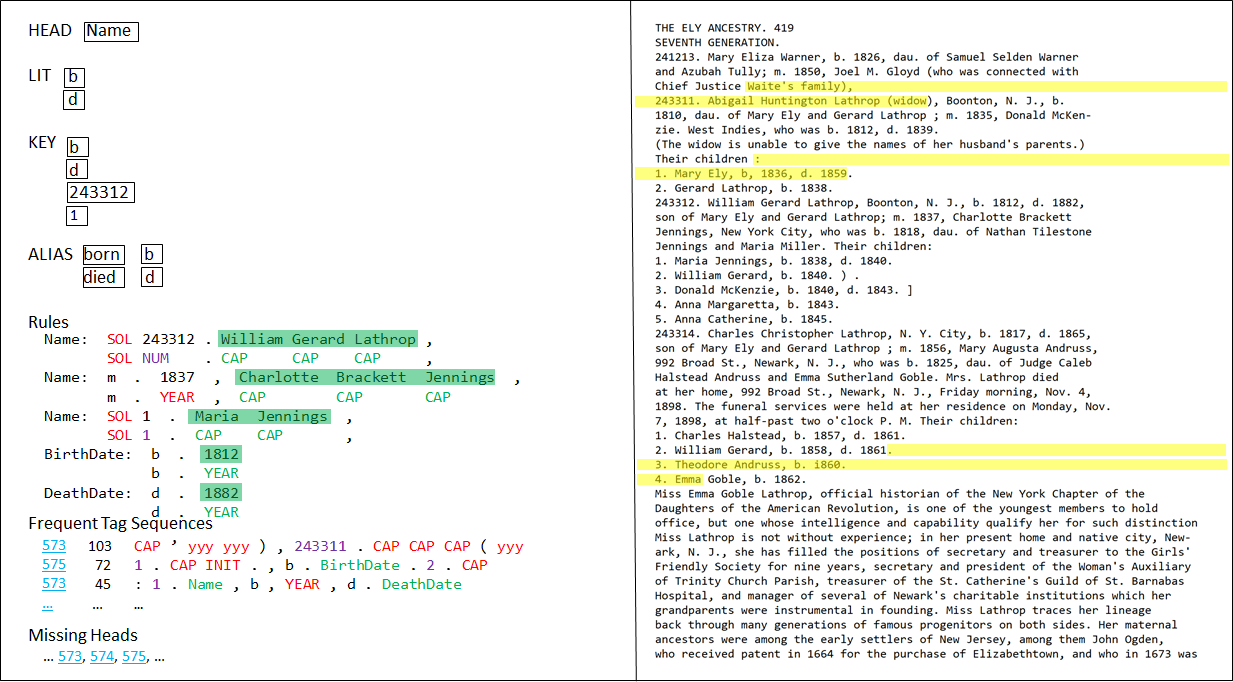 HEAD Name
LIT b
d
KEY b
d
243312
1
ALIAS born b
died d
Rules
Name: SOL 243312 . William Gerard Lathrop ,
SOL NUM . CAP CAP CAP ,
Name: m . 1837 , Charlotte Brackett Jennings ,
m . YEAR , CAP CAP CAP
Name: SOL 1 . Maria Jennings ,
SOL 1 . CAP CAP ,
BirthDate: b . 1812
b . YEAR
DeathDate: d . 1882
d . YEAR
Frequent Tag Sequences
573 103 CAP ’ yyy yyy ) , 243311 . CAP CAP CAP ( yyy
575 72 1 . CAP INIT . , b . BirthDate . 2 . CAP
573 45 : 1 . Name , b , YEAR , d . DeathDate
... ... ...
Missing Heads
... 573, 574, 575, ...
THE ELY ANCESTRY. 419
SEVENTH GENERATION.
241213. Mary Eliza Warner, b. 1826, dau. of Samuel Selden Warner
and Azubah Tully; m. 1850, Joel M. Gloyd (who was connected with
Chief Justice Waite's family),
243311. Abigail Huntington Lathrop (widow), Boonton, N. J., b.
1810, dau. of Mary Ely and Gerard Lathrop ; m. 1835, Donald McKen-
zie. West Indies, who was b. 1812, d. 1839.
(The widow is unable to give the names of her husband's parents.)
Their children :
1. Mary Ely, b, 1836, d. 1859.
2. Gerard Lathrop, b. 1838.
243312. William Gerard Lathrop, Boonton, N. J., b. 1812, d. 1882,
son of Mary Ely and Gerard Lathrop; m. 1837, Charlotte Brackett
Jennings, New York City, who was b. 1818, dau. of Nathan Tilestone
Jennings and Maria Miller. Their children:
1. Maria Jennings, b. 1838, d. 1840.
2. William Gerard, b. 1840. ) .
3. Donald McKenzie, b. 1840, d. 1843. ]
4. Anna Margaretta, b. 1843.
5. Anna Catherine, b. 1845.
243314. Charles Christopher Lathrop, N. Y. City, b. 1817, d. 1865,
son of Mary Ely and Gerard Lathrop ; m. 1856, Mary Augusta Andruss,
992 Broad St., Newark, N. J., who was b. 1825, dau. of Judge Caleb
Halstead Andruss and Emma Sutherland Goble. Mrs. Lathrop died
at her home, 992 Broad St., Newark, N. J., Friday morning, Nov. 4,
1898. The funeral services were held at her residence on Monday, Nov.
7, 1898, at half-past two o'clock P. M. Their children:
1. Charles Halstead, b. 1857, d. 1861.
2. William Gerard, b. 1858, d. 1861.
3. Theodore Andruss, b. i860.
4. Emma Goble, b. 1862.
Miss Emma Goble Lathrop, official historian of the New York Chapter of the
Daughters of the American Revolution, is one of the youngest members to hold
office, but one whose intelligence and capability qualify her for such distinction
Miss Lathrop is not without experience; in her present home and native city, New-
ark, N. J., she has filled the positions of secretary and treasurer to the Girls'
Friendly Society for nine years, secretary and president of the Woman's Auxiliary
of Trinity Church Parish, treasurer of the St. Catherine's Guild of St. Barnabas
Hospital, and manager of several of Newark's charitable institutions which her
grandparents were instrumental in founding. Miss Lathrop traces her lineage
back through many generations of famous progenitors on both sides. Her maternal
ancestors were among the early settlers of New Jersey, among them John Ogden,
who received patent in 1664 for the purchase of Elizabethtown, and who in 1673 was